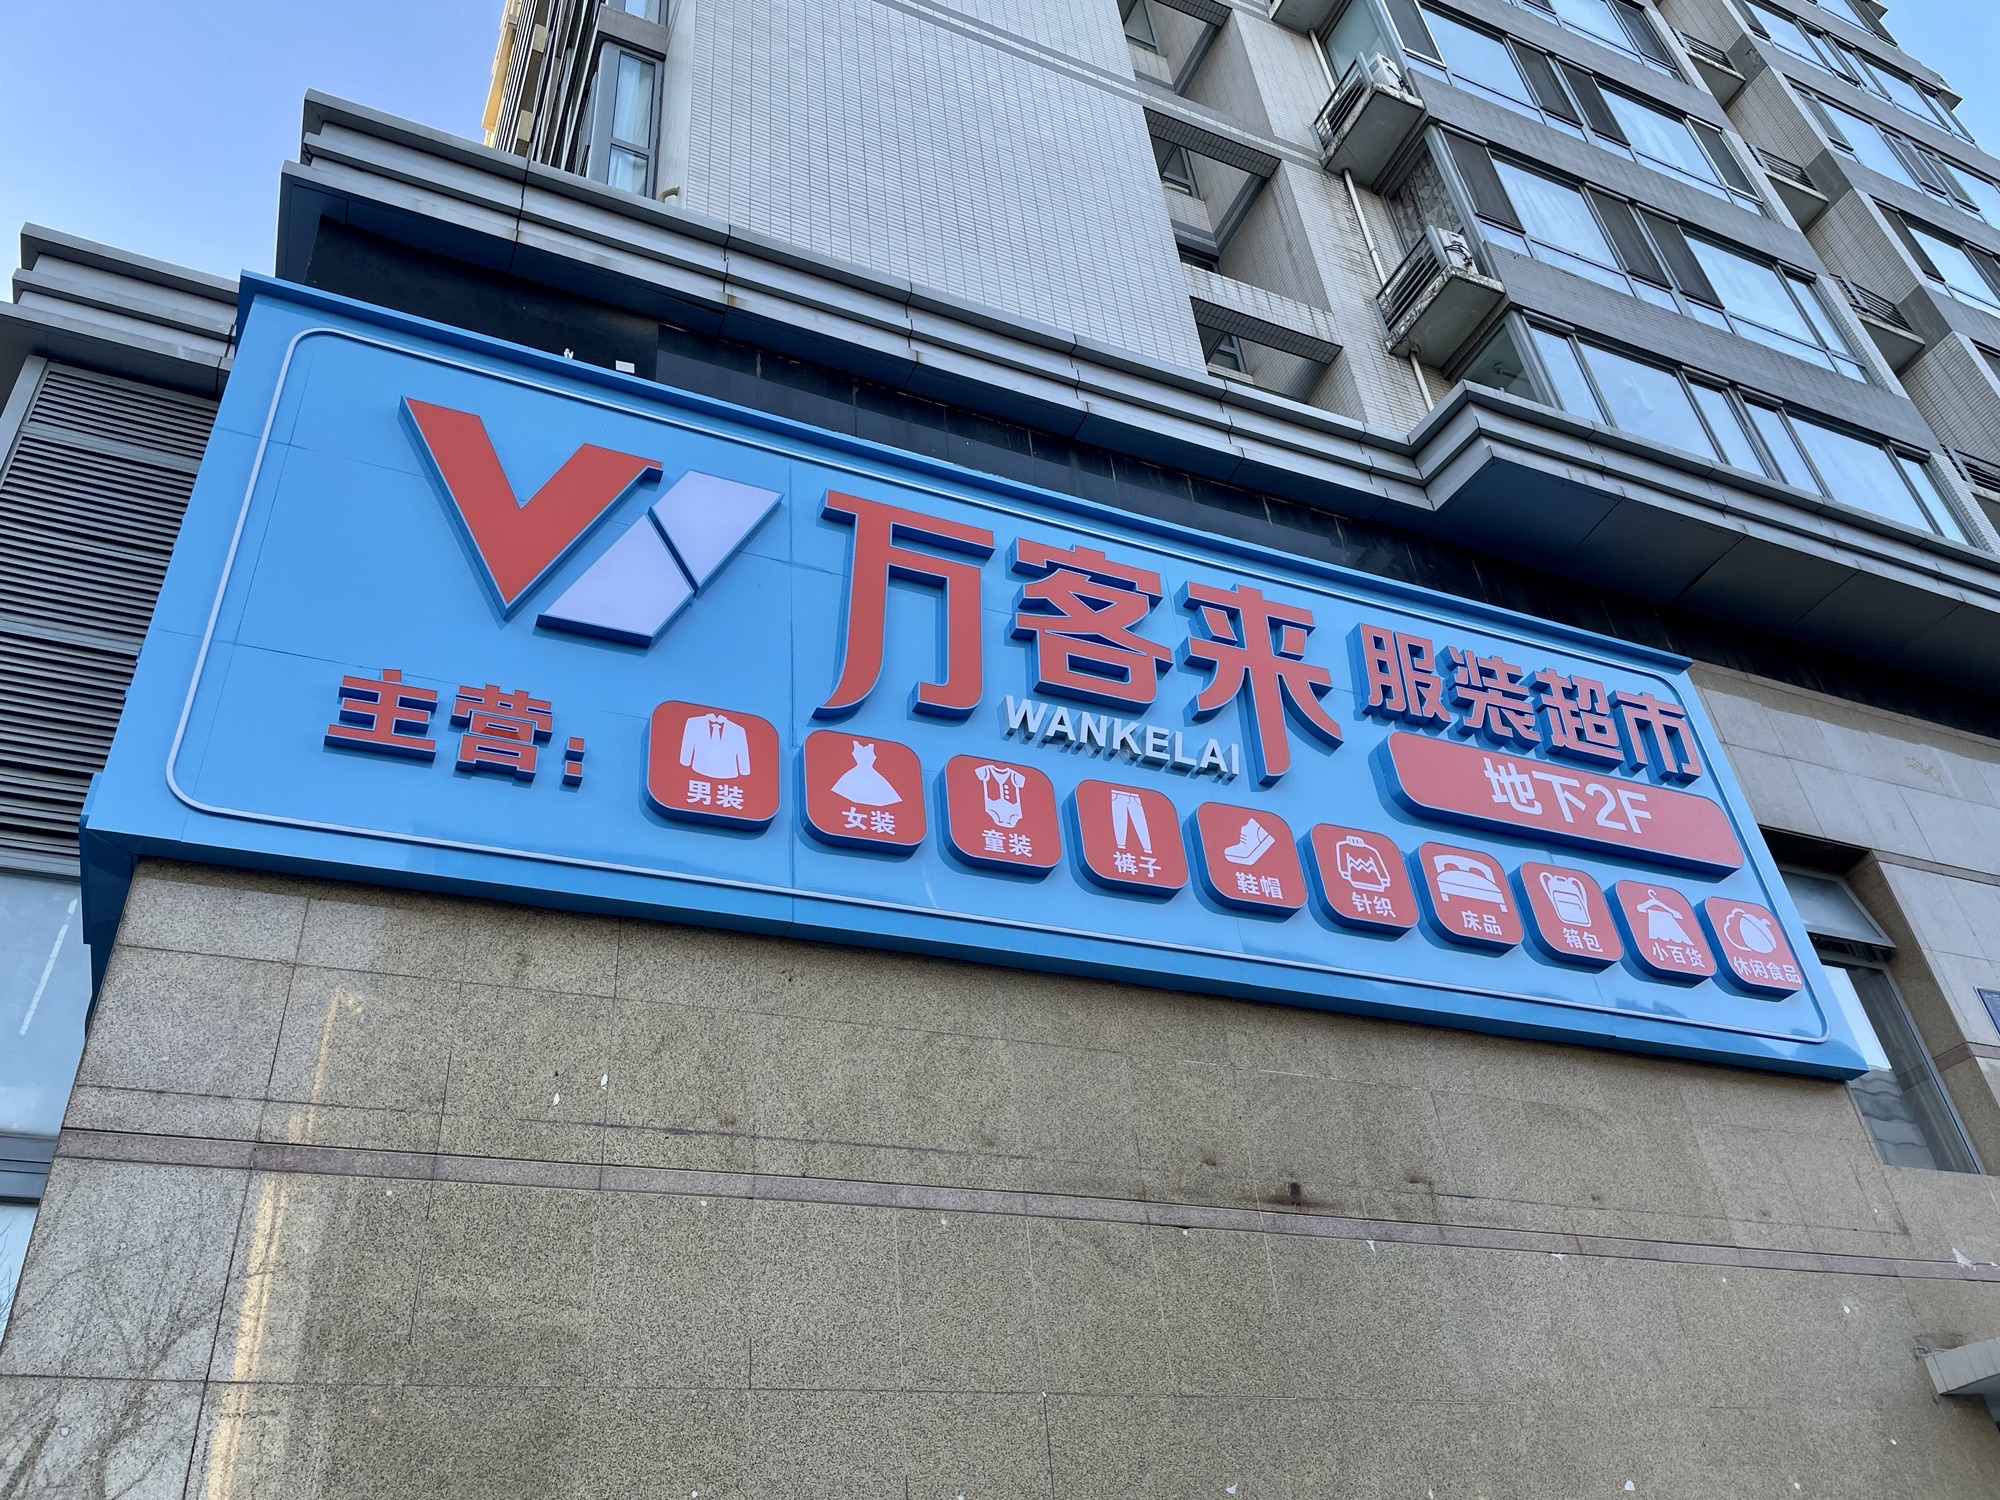 万客来 服装超市
WANKELAI
地下2F
主营：
男装
女装
童装
裤子
鞋帽
针织
床品
箱包
小百货
休闲食品